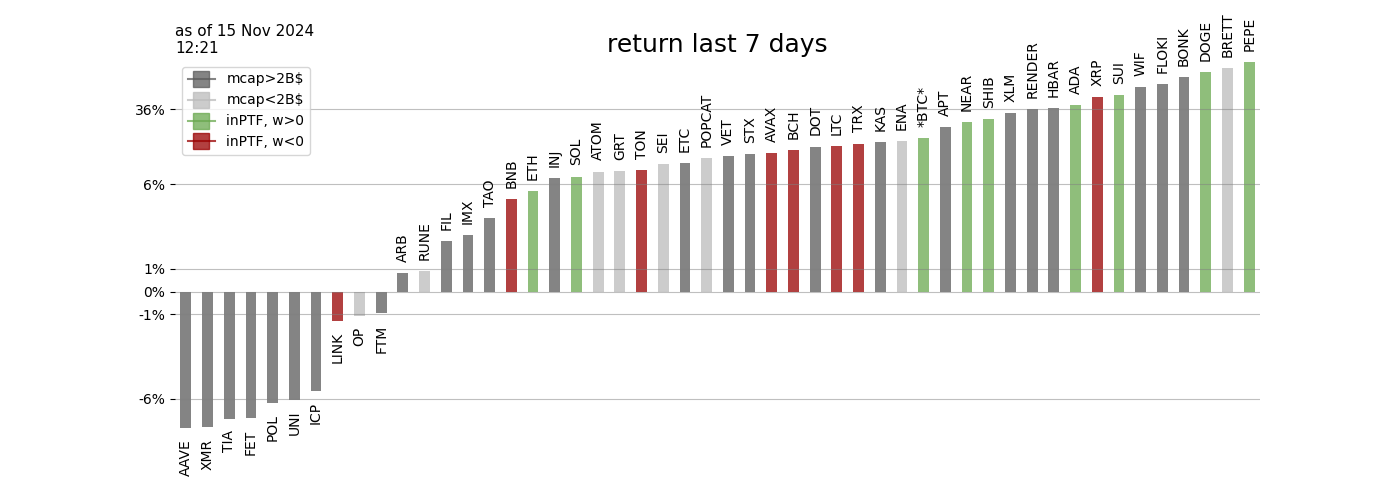 as of 15 Nov 2024
12:21
return last 7 days
mcap>2B$
mcap<2B$
inPTF, w>0
inPTF, w<0
36%
6%
1%
0%
-1%
-6%
AAVE
XMR
TIA
FET
POL
UNI
ICP
LINK
OP
FTM
ARB
RUNE
FIL
IMX
TAO
BNB
ETH
INJ
SOL
ATOM
GRT
TON
SEI
ETC
POPCAT
VET
STX
AVAX
BCH
DOT
LTC
TRX
KAS
ENA
*BTC*
APT
NEAR
SHIB
XLM
RENDER
HBAR
ADA
XRP
SUI
WIF
FLOKI
BONK
DOGE
BRETT
PEPE